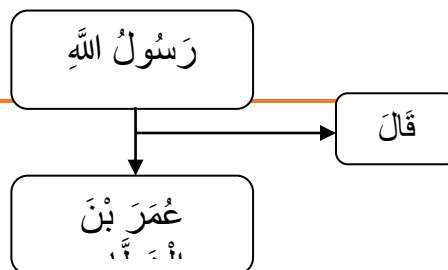 رَسُولُ اللَّهِ
قَالَ
عُمَرَ بْنَ